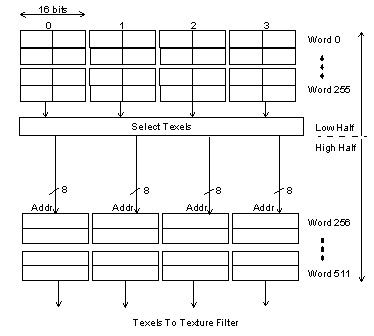 16 bits
0 1 2 3
Word 0
Word 255
Select Texels
Low Half
High Half
8 8 8 8
Addr. Addr. Addr. Addr.
Word 256
Word 511
Texels To Texture Filter